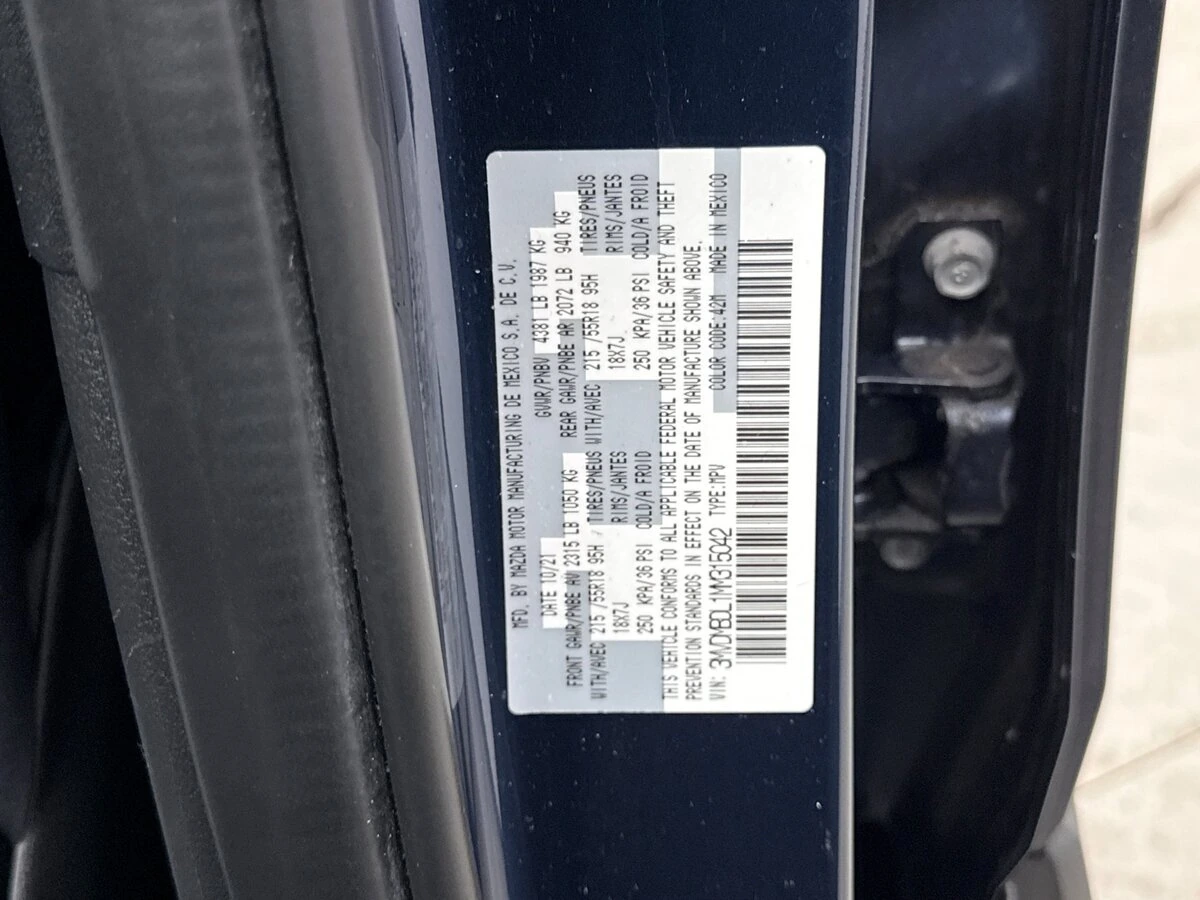 MFD. BY MAZDA MOTOR MANUFACTURING DE MEXICO S.A. DE C.V.
DATE 10/21 GVWR/PNBV 4381 LB 1987 KG
FRONT GAWR/PNBE AV 2315 LB 1050 KG REAR GAWR/PNBE AR 2072 LB 940 KG
WITH/AVEC 215 /55R18 95H TIRES/PNEUS WITH/AVEC 215 /55R18 95H TIRES/PNEUS
18X7J RIMS/JANTES 18X7J RIMS/JANTES
250 KPA/36 PSI COLD/A FROID 250 KPA/36 PSI COLD/A FROID
THIS VEHICLE CONFORMS TO ALL APPLICABLE FEDERAL MOTOR VEHICLE SAFETY AND THEFT
PREVENTION STANDARDS IN EFFECT ON THE DATE OF MANUFACTURE SHOWN ABOVE.
VIN: 3MVDMBDL1MM315042 TYPE:MPV COLOR CODE:42M MADE IN MEXICO